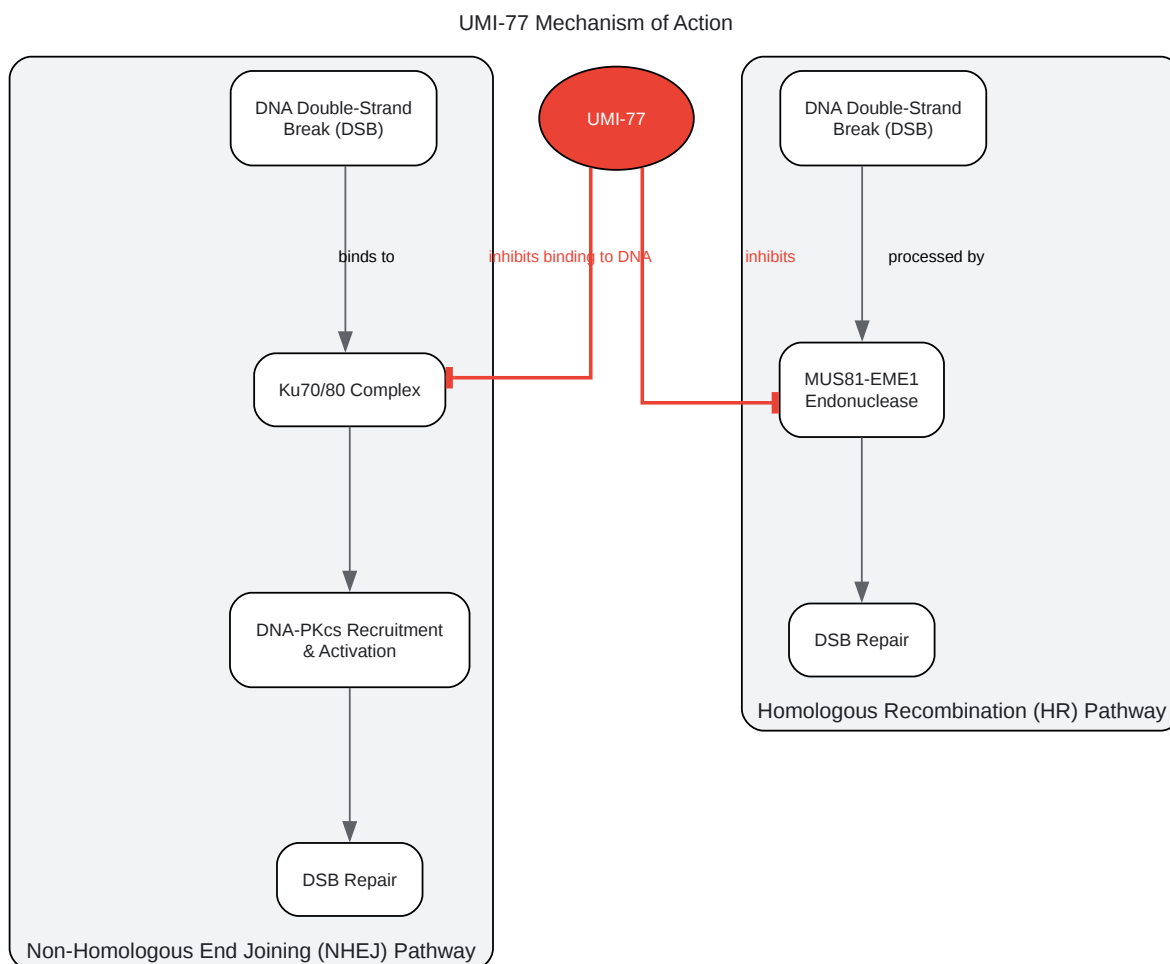 UMI-77 Mechanism of Action
DNA Double-Strand
Break (DSB)
UMI-77
DNA Double-Strand
Break (DSB)
binds to
inhibits binding to DNA
inhibits
processed by
Ku70/80 Complex
MUS81-EME1
Endonuclease
DNA-PKcs Recruitment
& Activation
DSB Repair
Homologous Recombination (HR) Pathway
DSB Repair
Non-Homologous End Joining (NHEJ) Pathway